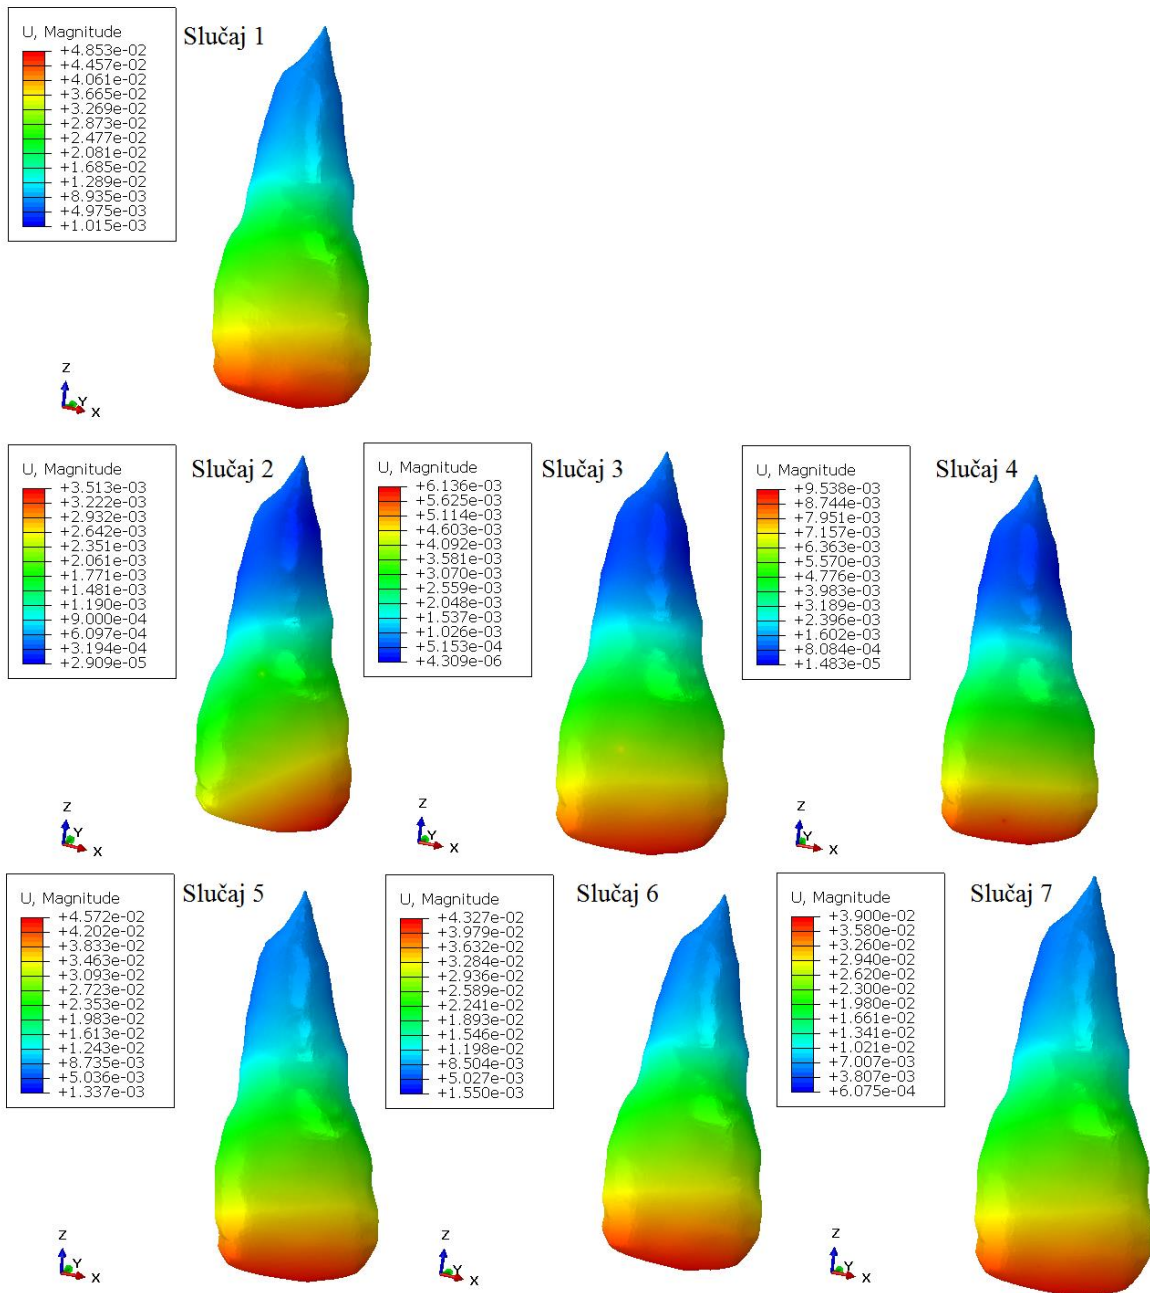 Slučaj 1
U, Magnitude
+4.853e-02
+4.457e-02
+4.061e-02
+3.665e-02
+3.269e-02
+2.873e-02
+2.477e-02
+2.081e-02
+1.685e-02
+1.289e-02
+8.935e-03
+4.975e-03
+1.015e-03
Z
Y
X
Slučaj 2
U, Magnitude
+3.513e-03
+3.222e-03
+2.932e-03
+2.642e-03
+2.351e-03
+2.061e-03
+1.771e-03
+1.481e-03
+1.190e-03
+9.000e-04
+6.097e-04
+3.194e-04
+2.909e-05
Z
Y
X
Slučaj 3
U, Magnitude
+6.136e-03
+5.625e-03
+5.114e-03
+4.603e-03
+4.092e-03
+3.581e-03
+3.070e-03
+2.559e-03
+2.048e-03
+1.537e-03
+1.026e-03
+5.153e-04
+4.309e-06
Z
Y
X
Slučaj 4
U, Magnitude
+9.538e-03
+8.744e-03
+7.951e-03
+7.157e-03
+6.363e-03
+5.570e-03
+4.776e-03
+3.983e-03
+3.189e-03
+2.396e-03
+1.602e-03
+8.084e-04
+1.483e-05
Z
Y
X
Slučaj 5
U, Magnitude
+4.572e-02
+4.202e-02
+3.833e-02
+3.463e-02
+3.093e-02
+2.723e-02
+2.353e-02
+1.983e-02
+1.613e-02
+1.243e-02
+8.735e-03
+5.036e-03
+1.337e-03
Z
Y
X
Slučaj 6
U, Magnitude
+4.327e-02
+3.979e-02
+3.632e-02
+3.284e-02
+2.936e-02
+2.589e-02
+2.241e-02
+1.893e-02
+1.546e-02
+1.198e-02
+8.504e-03
+5.027e-03
+1.550e-03
Z
Y
X
Slučaj 7
U, Magnitude
+3.900e-02
+3.580e-02
+3.260e-02
+2.940e-02
+2.620e-02
+2.300e-02
+1.980e-02
+1.661e-02
+1.341e-02
+1.021e-02
+7.007e-03
+3.807e-03
+6.075e-04
Z
Y
X